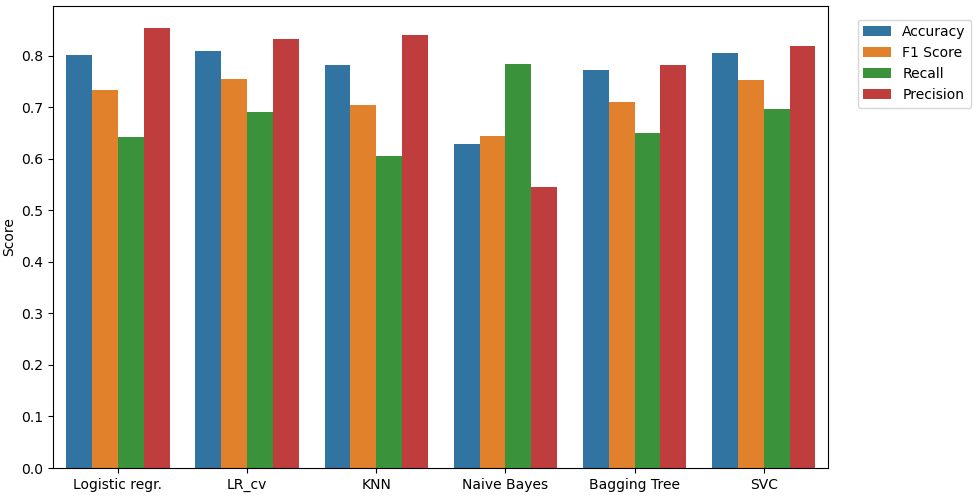 Score
0.8
0.7
0.6
0.5
0.4
0.3
0.2
0.1
0.0
Logistic regr.
LR_cv
KNN
Naive Bayes
Bagging Tree
SVC
Accuracy
F1 Score
Recall
Precision